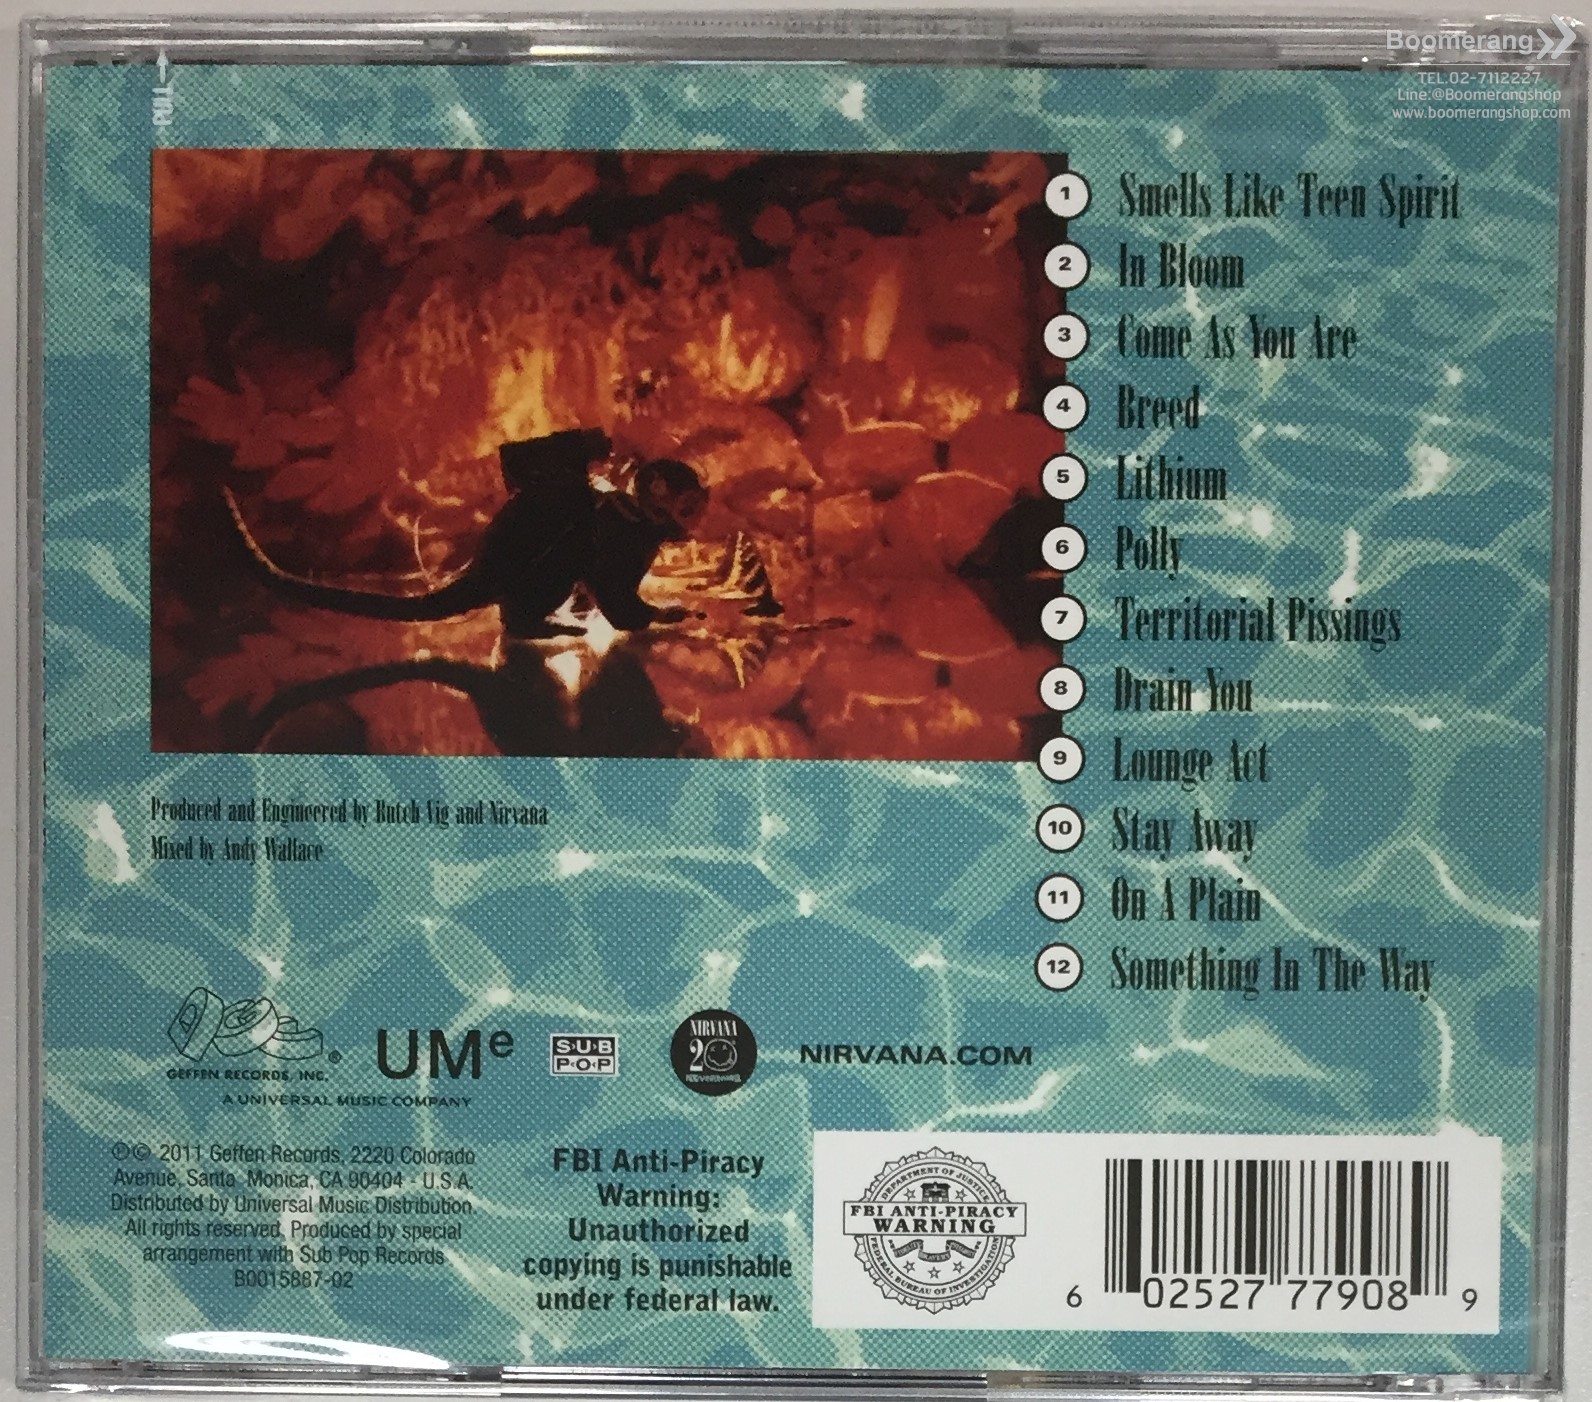 Boomerang
TEL.02-7112227
Line:@Boomerangshop
www.boomerangshop.com
PULL
1 Smells Like Teen Spirit
2 In Bloom
3 Come As You Are
4 Breed
5 Lithium
6 Polly
7 Territorial Pissings
8 Drain You
9 Lounge Act
10 Stay Away
11 On A Plain
12 Something In The Way
Produced and Engineered by Butch Vig and Nirvana
Mixed by Andy Wallace
GEFFEN RECORDS, INC.®
A UNIVERSAL MUSIC COMPANY
UMe
SUB
POP
NIRVANA
20
NIRVANA.COM
℗© 2011 Geffen Records, 2220 Colorado
Avenue, Santa Monica, CA 90404 - U.S.A.
Distributed by Universal Music Distribution.
All rights reserved. Produced by special
arrangement with Sub Pop Records
B0015887-02
FBI Anti-Piracy
Warning:
Unauthorized
copying is punishable
under federal law.
DEPARTMENT OF JUSTICE
FBI ANTI-PIRACY
WARNING
FEDERAL BUREAU OF INVESTIGATION
6 02527 77908 9